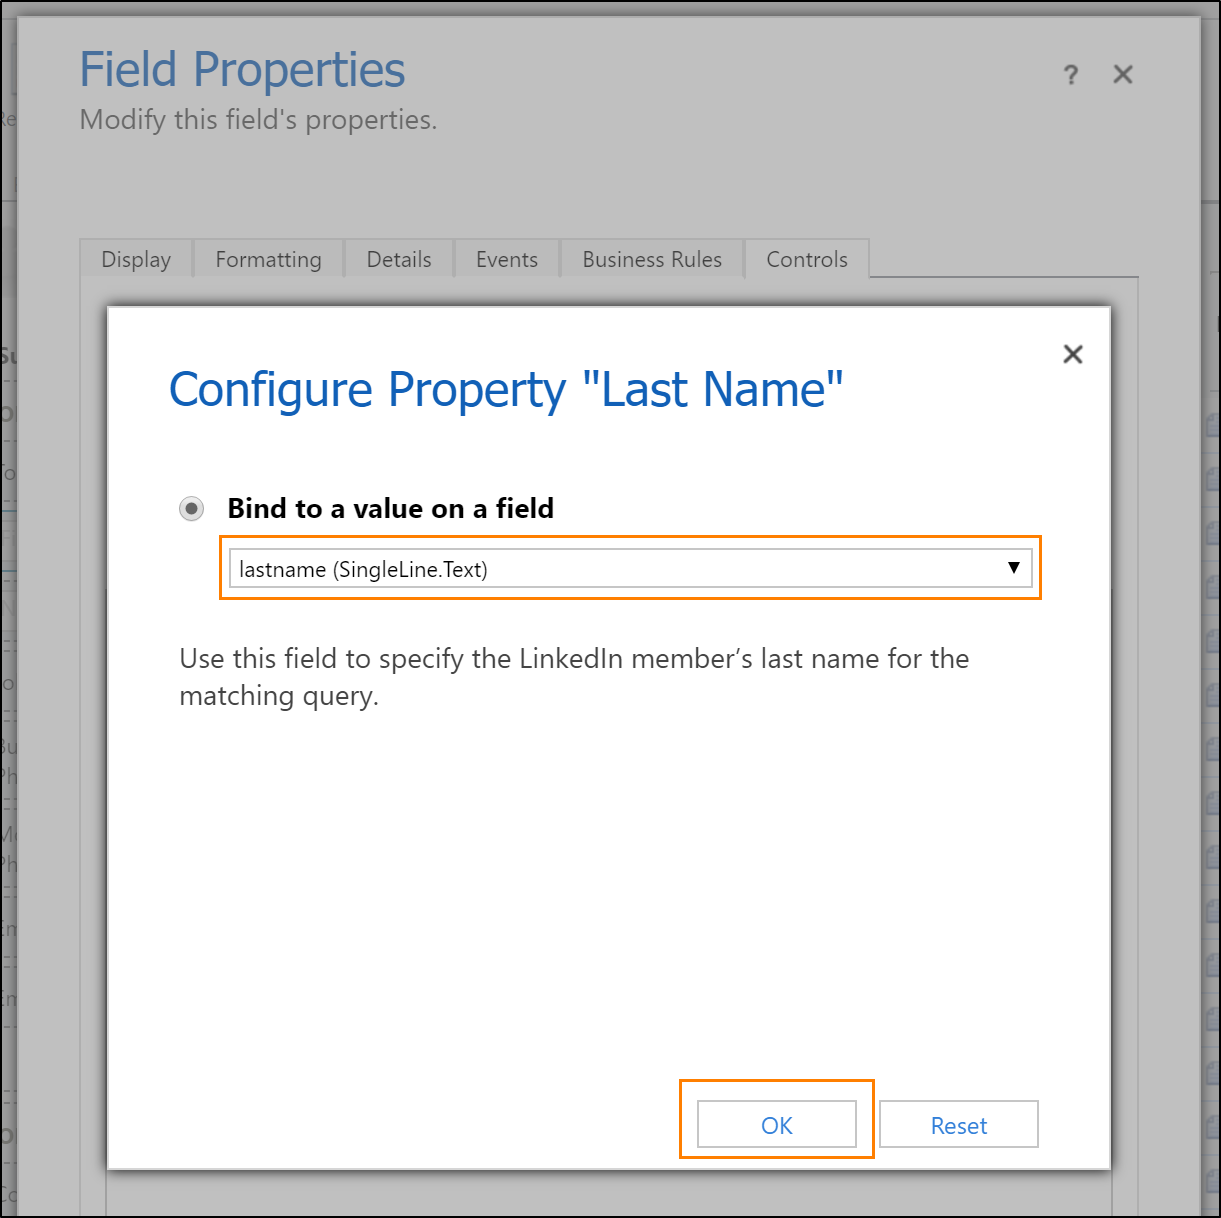 Field Properties
?
Modify this field's properties.
Display Formatting Details Events Business Rules Controls
Configure Property "Last Name"
Bind to a value on a field
lastname (SingleLine.Text)
Use this field to specify the LinkedIn member’s last name for the
matching query.
OK Reset